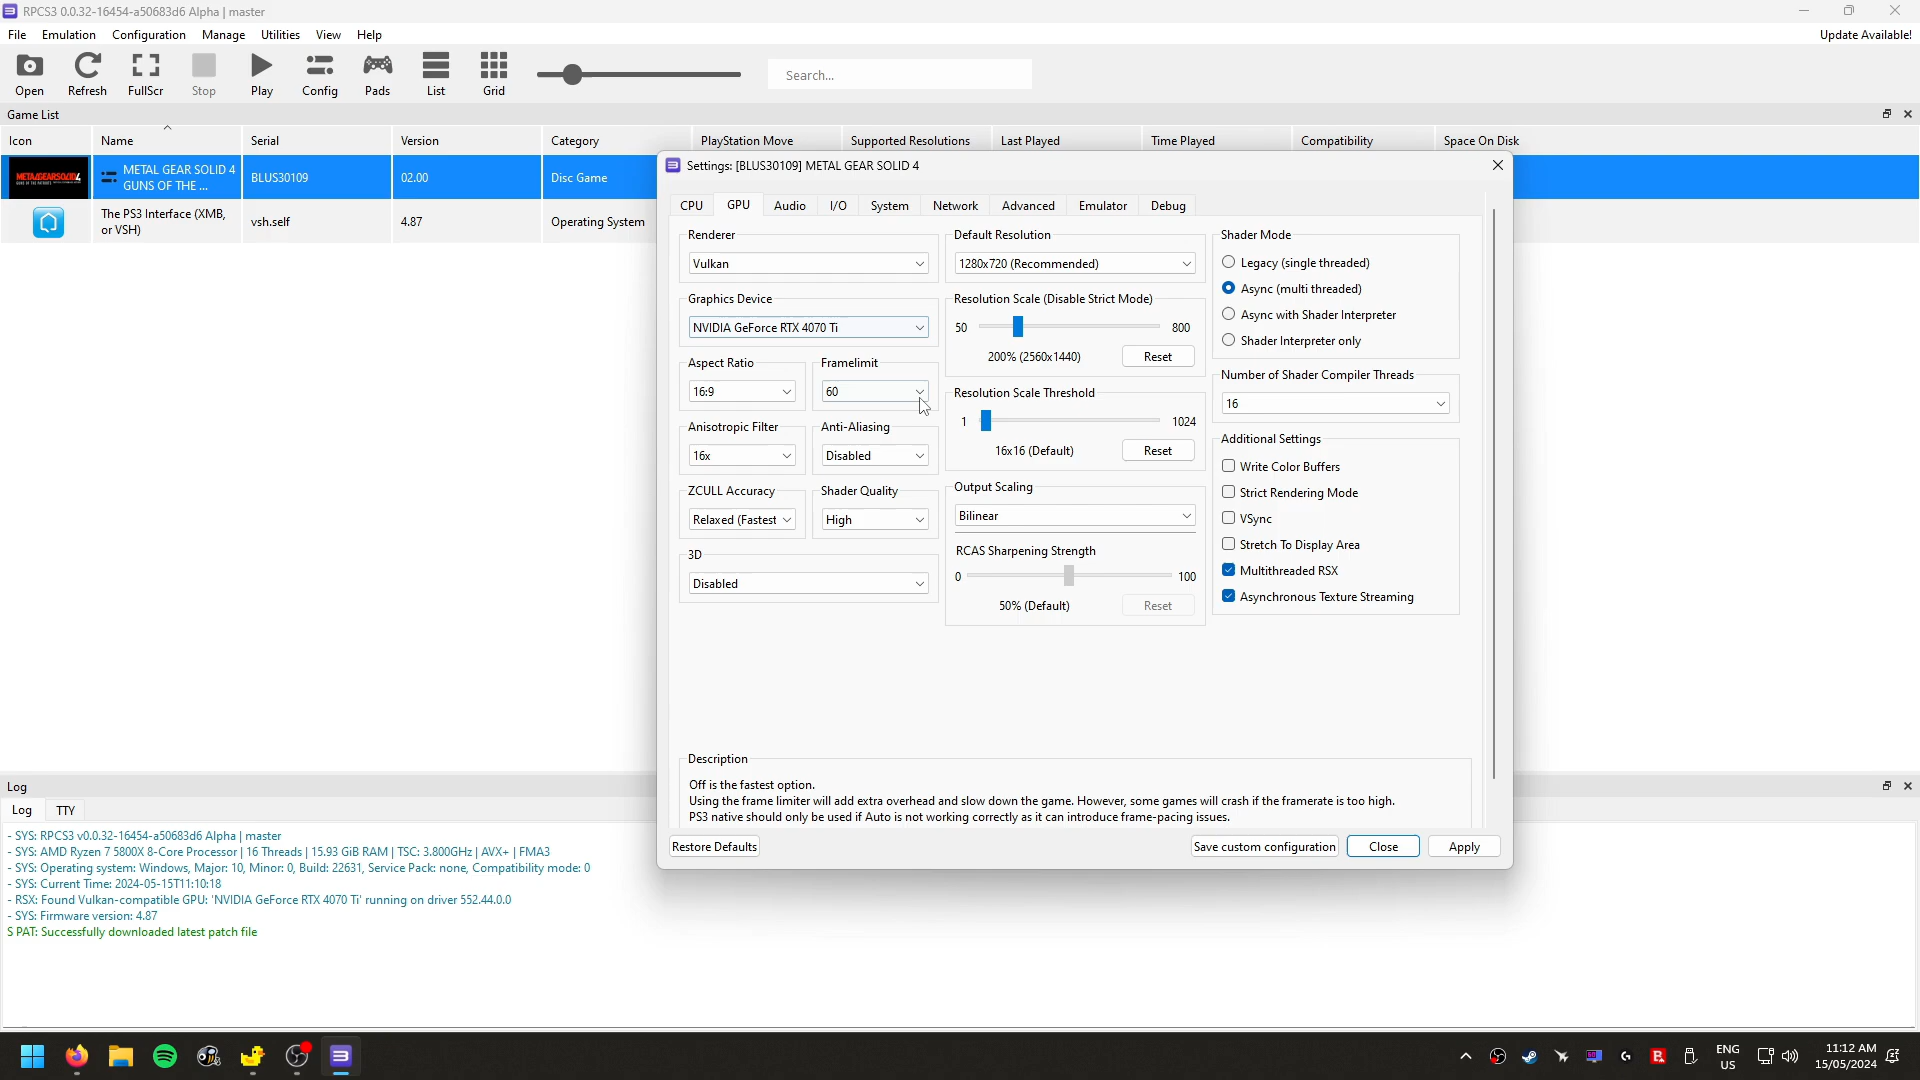 RPCS3 0.0.32-16454-a50683d6 Alpha | master
File Emulation Configuration Manage Utilities View Help Update Available!
Open Refresh FullScr Stop Play Config Pads List Grid Search...
Game List
Icon Name Serial Version Category PlayStation Move Supported Resolutions Last Played Time Played Compatibility Space On Disk
METAL GEAR SOLID 4
GUNS OF THE ...
BLUS30109 02.00 Disc Game
The PS3 Interface (XMB,
or VSH)
vsh.self 4.87 Operating System
Settings: [BLUS30109] METAL GEAR SOLID 4
CPU GPU Audio I/O System Network Advanced Emulator Debug
Renderer
Vulkan
Graphics Device
NVIDIA GeForce RTX 4070 Ti
Aspect Ratio Framelimit
16:9 60
Anisotropic Filter Anti-Aliasing
16x Disabled
ZCULL Accuracy Shader Quality
Relaxed (Fastest High
3D
Disabled
Default Resolution
1280x720 (Recommended)
Resolution Scale (Disable Strict Mode)
50 800
200% (2560x1440) Reset
Resolution Scale Threshold
1 1024
16x16 (Default) Reset
Output Scaling
Bilinear
RCAS Sharpening Strength
0 100
50% (Default) Reset
Shader Mode
Legacy (single threaded)
Async (multi threaded)
Async with Shader Interpreter
Shader Interpreter only
Number of Shader Compiler Threads
16
Additional Settings
Write Color Buffers
Strict Rendering Mode
VSync
Stretch To Display Area
Multithreaded RSX
Asynchronous Texture Streaming
Description
Off is the fastest option.
Using the frame limiter will add extra overhead and slow down the game. However, some games will crash if the framerate is too high.
PS3 native should only be used if Auto is not working correctly as it can introduce frame-pacing issues.
Restore Defaults Save custom configuration Close Apply
Log
Log TTY
- SYS: RPCS3 v0.0.32-16454-a50683d6 Alpha | master
- SYS: AMD Ryzen 7 5800X 8-Core Processor | 16 Threads | 15.93 GiB RAM | TSC: 3.800GHz | AVX+ | FMA3
- SYS: Operating system: Windows, Major: 10, Minor: 0, Build: 22631, Service Pack: none, Compatibility mode: 0
- SYS: Current Time: 2024-05-15T11:10:18
- RSX: Found Vulkan-compatible GPU: 'NVIDIA GeForce RTX 4070 Ti' running on driver 552.44.0.0
- SYS: Firmware version: 4.87
S PAT: Successfully downloaded latest patch file
ENG
US
11:12 AM
15/05/2024